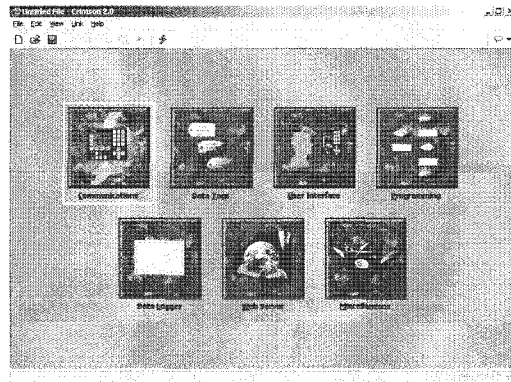 Untitled File - Crimson 2.0
File Edit View Link Help
Communications Data Tags User Interface Programming
Data Logger Web Server Miscellaneous